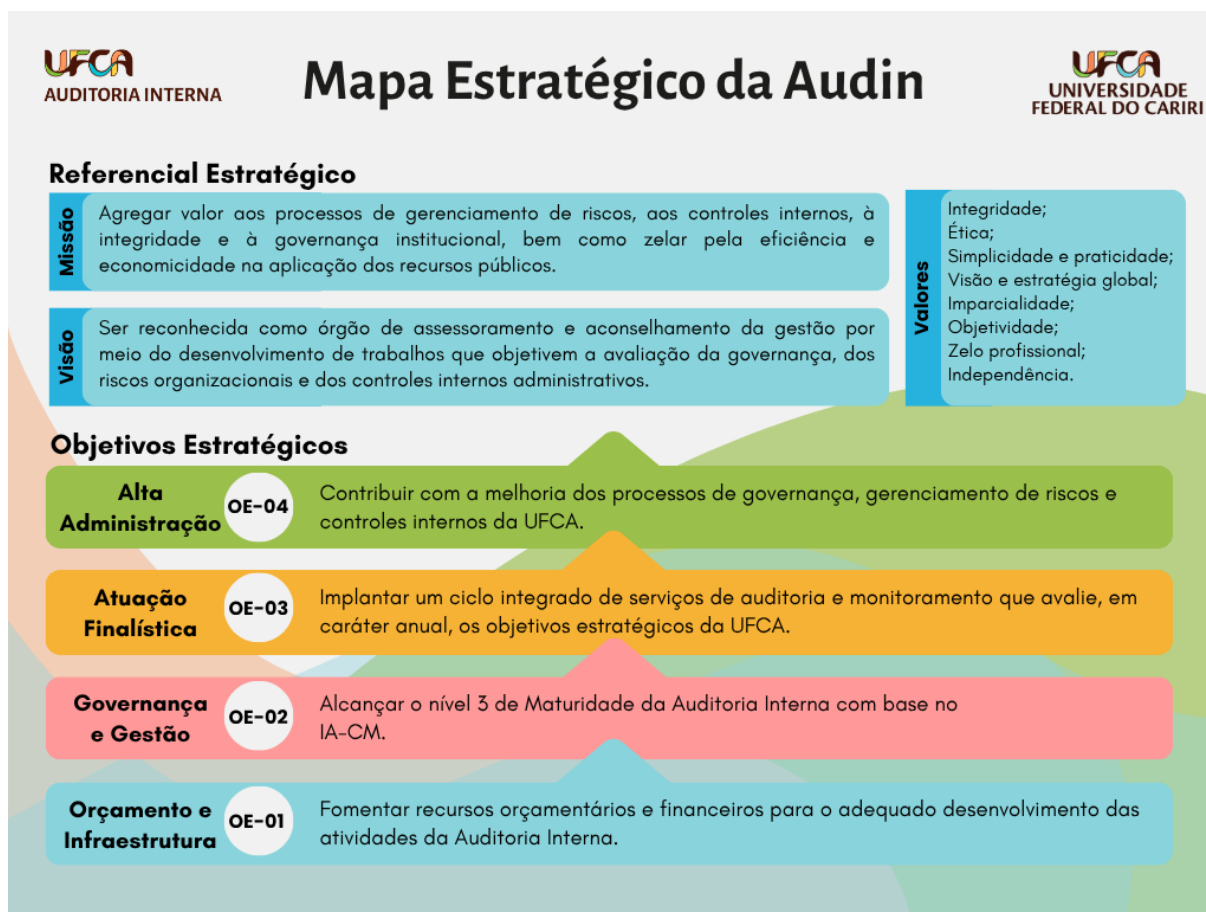 UFCA
AUDITORIA INTERNA
Mapa Estratégico da Audin
UFCA
UNIVERSIDADE
FEDERAL DO CARIRI
Referencial Estratégico
Missão
Agregar valor aos processos de gerenciamento de riscos, aos controles internos, à
integridade e à governança institucional, bem como zelar pela eficiência e
economicidade na aplicação dos recursos públicos.
Visão
Ser reconhecida como órgão de assessoramento e aconselhamento da gestão por
meio do desenvolvimento de trabalhos que objetivem a avaliação da governança, dos
riscos organizacionais e dos controles internos administrativos.
Valores
Integridade;
Ética;
Simplicidade e praticidade;
Visão e estratégia global;
Imparcialidade;
Objetividade;
Zelo profissional;
Independência.
Objetivos Estratégicos
Alta
Administração
OE-04
Contribuir com a melhoria dos processos de governança, gerenciamento de riscos e
controles internos da UFCA.
Atuação
Finalística
OE-03
Implantar um ciclo integrado de serviços de auditoria e monitoramento que avalie, em
caráter anual, os objetivos estratégicos da UFCA.
Governança
e Gestão
OE-02
Alcançar o nível 3 de Maturidade da Auditoria Interna com base no
IA-CM.
Orçamento e
Infraestrutura
OE-01
Fomentar recursos orçamentários e financeiros para o adequado desenvolvimento das
atividades da Auditoria Interna.